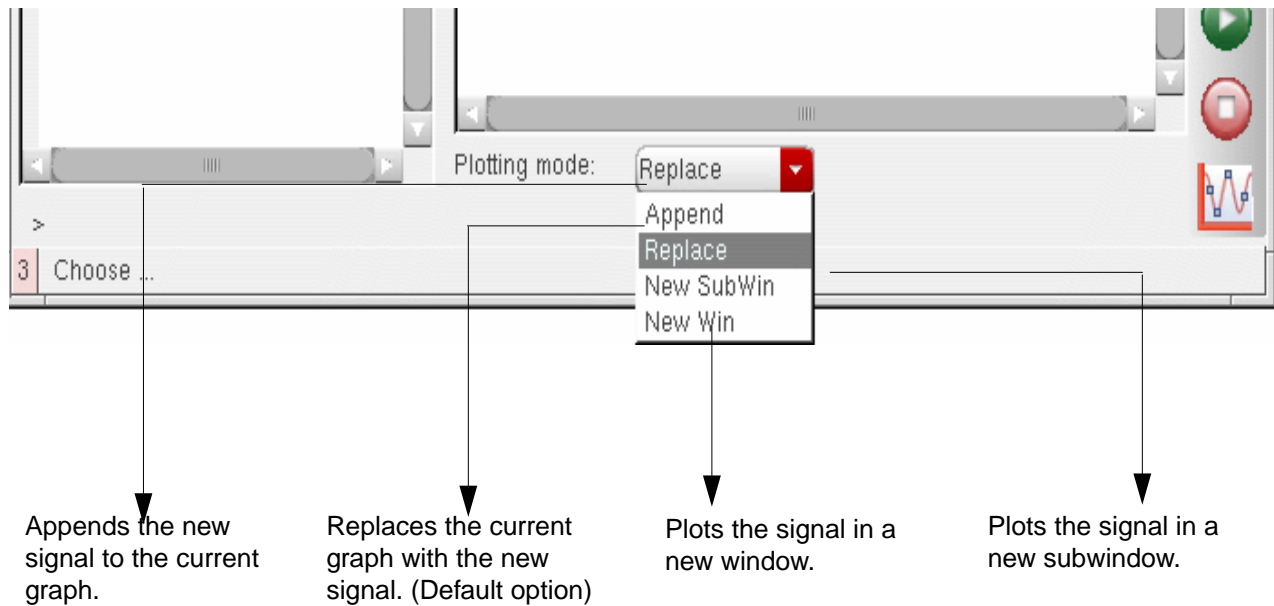 Plotting mode:
Replace
Append
Replace
New SubWin
New Win
>
3 Choose ...
Appends the new
signal to the current
graph.
Replaces the current
graph with the new
signal. (Default option)
Plots the signal in a
new window.
Plots the signal in a
new subwindow.